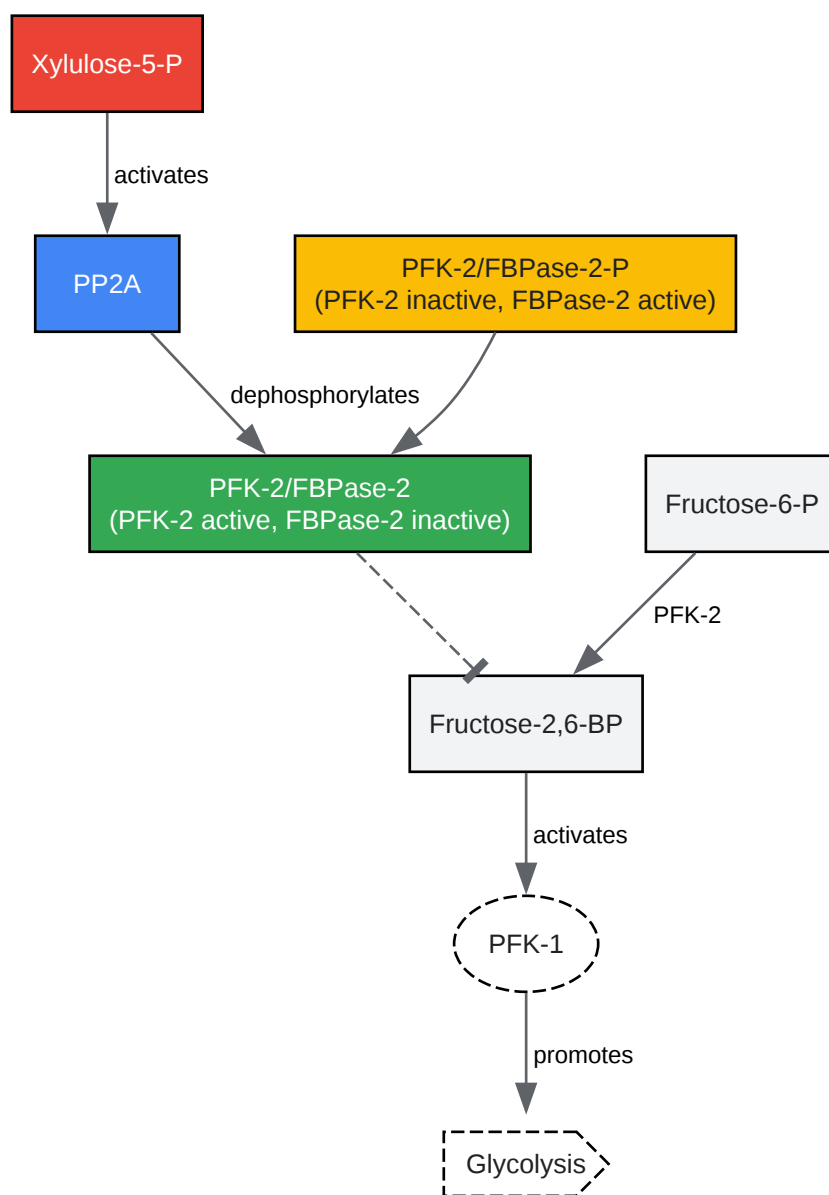 Xylulose-5-P
activates
PP2A
PFK-2/FBPase-2-P
(PFK-2 inactive, FBPase-2 active)
dephosphorylates
PFK-2/FBPase-2
(PFK-2 active, FBPase-2 inactive)
Fructose-6-P
PFK-2
Fructose-2,6-BP
activates
PFK-1
promotes
Glycolysis